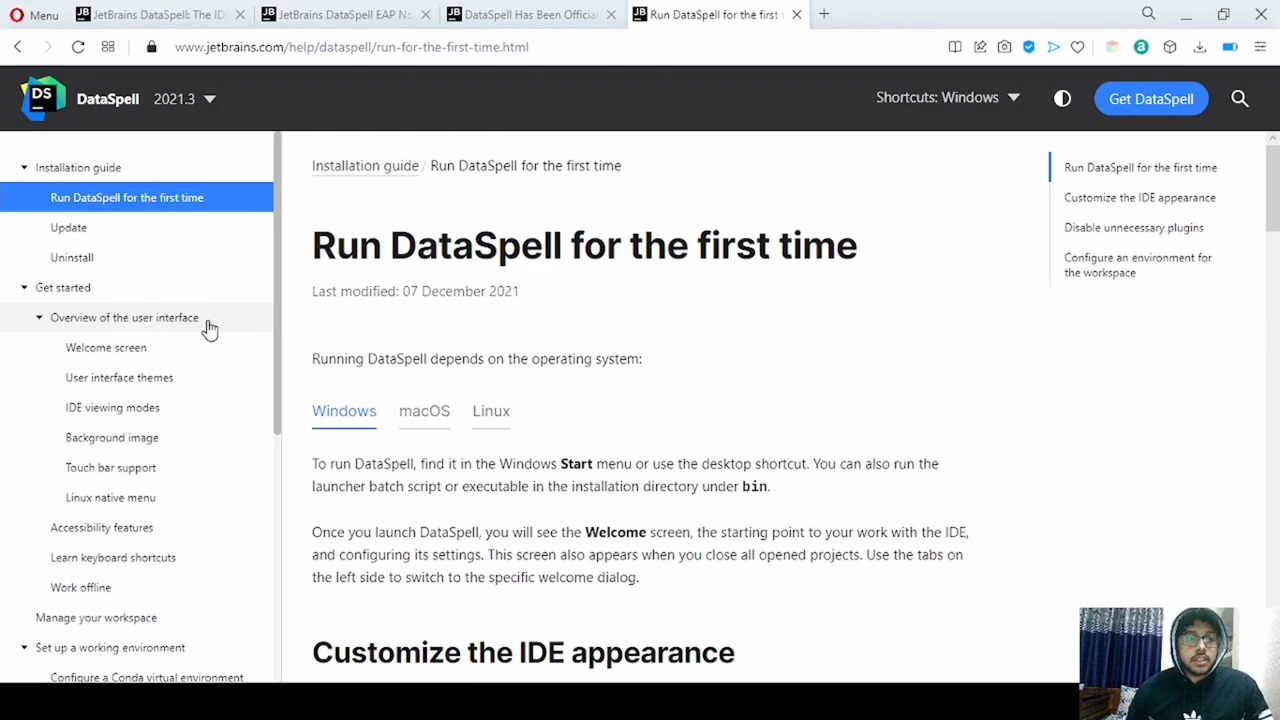 Menu
JetBrains DataSpell: The IDE
JetBrains DataSpell EAP No
DataSpell Has Been Official
Run DataSpell for the first
www.jetbrains.com/help/dataspell/run-for-the-first-time.html
DS
DataSpell
2021.3
Shortcuts: Windows
Get DataSpell
Installation guide
Run DataSpell for the first time
Update
Uninstall
Get started
Overview of the user interface
Welcome screen
User interface themes
IDE viewing modes
Background image
Touch bar support
Linux native menu
Accessibility features
Learn keyboard shortcuts
Work offline
Manage your workspace
Set up a working environment
Configure a Conda virtual environment
Installation guide / Run DataSpell for the first time
Run DataSpell for the first time
Last modified: 07 December 2021
Running DataSpell depends on the operating system:
Windows macOS Linux
To run DataSpell, find it in the Windows Start menu or use the desktop shortcut. You can also run the
launcher batch script or executable in the installation directory under bin.
Once you launch DataSpell, you will see the Welcome screen, the starting point to your work with the IDE,
and configuring its settings. This screen also appears when you close all opened projects. Use the tabs on
the left side to switch to the specific welcome dialog.
Customize the IDE appearance
Run DataSpell for the first time
Customize the IDE appearance
Disable unnecessary plugins
Configure an environment for
the workspace